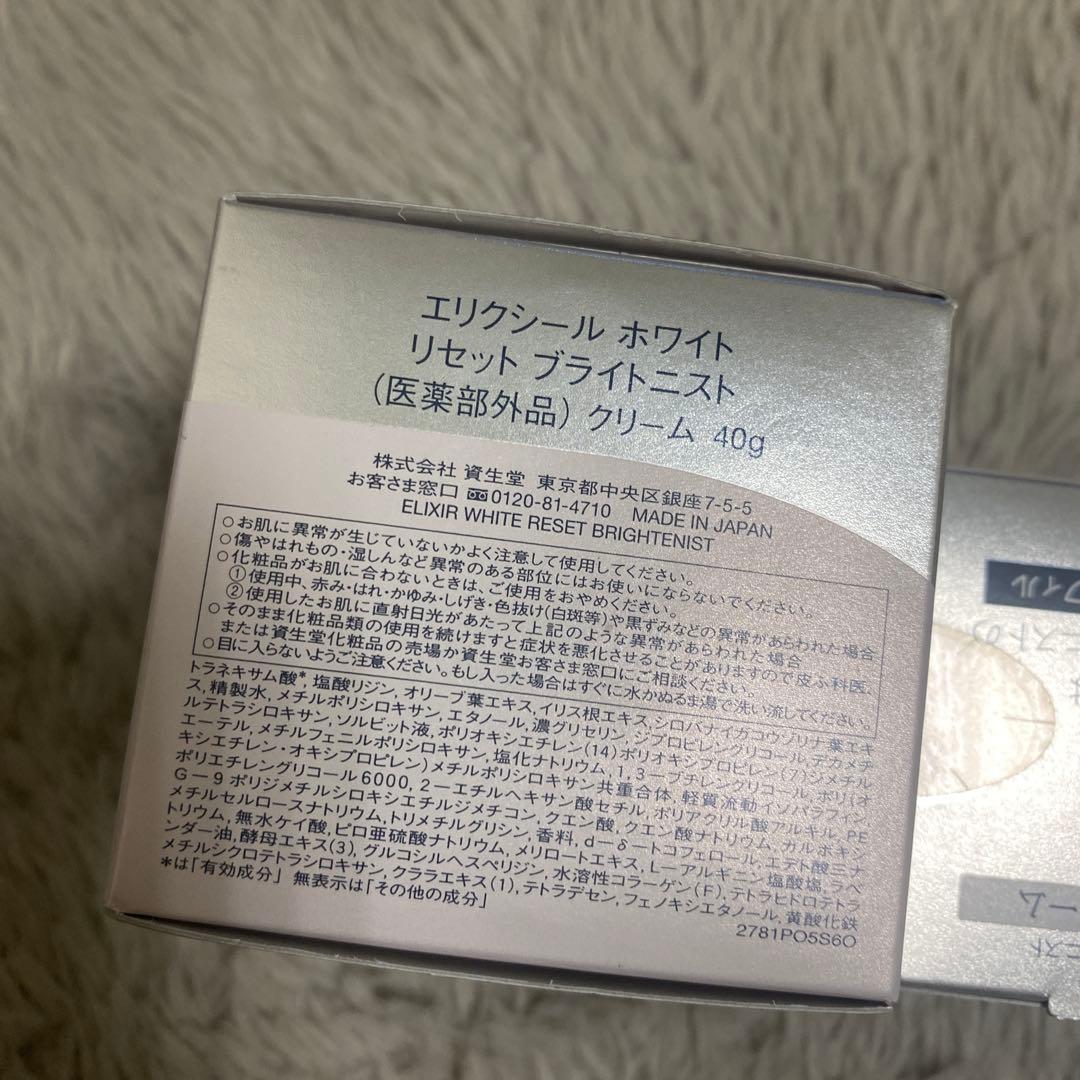 エリクシール ホワイト
リセット ブライトニスト
（医薬部外品）クリーム 40g
株式会社 資生堂 東京都中央区銀座7-5-5
お客さま窓口 0120-81-4710 MADE IN JAPAN
ELIXIR WHITE RESET BRIGHTENIST
○お肌に異常が生じていないかよく注意して使用してください。
○傷やはれもの・湿しんなど異常のある部位にはお使いにならないでください。
○化粧品がお肌に合わないときは、ご使用をおやめください。
①使用中、赤み・はれ・かゆみ・しげき・色抜け(白斑等)や黒ずみなどの異常があらわれた場合
②使用したお肌に直射日光があたって上記のような異常があらわれた場合
○そのまま化粧品類の使用を続けますと症状を悪化させることがありますので皮ふ科医、
または資生堂化粧品の売場か資生堂お客さま窓口にご相談ください。
○目に入らないようご注意ください。もし入った場合はすぐに水かぬるま湯で洗い流してください。
トラネキサム酸*，塩酸リジン，オリーブ葉エキス，イリス根エキス，シロバナイガコウゾリナ葉エキ
ス，精製水，メチルポリシロキサン，エタノール，濃グリセリン，ジプロピレングリコール，デカメチ
ルテトラシロキサン，ソルビット液，ポリオキシエチレン(14)ポリオキシプロピレン(7)ジメチル
エーテル，メチルフェニルポリシロキサン，塩化ナトリウム，1，3－ブチレングリコール，ポリ(オ
キシエチレン・オキシプロピレン)メチルポリシロキサン共重合体，軽質流動イソパラフィン，
ポリエチレングリコール6000，2－エチルヘキサン酸セチル，ポリアクリル酸アルキル，PE
G－9ポリジメチルシロキシエチルジメチコン，クエン酸，クエン酸ナトリウム，カルボキシ
メチルセルロースナトリウム，トリメチルグリシン，香料，d－δ－トコフェロール，エデト酸ニナ
トリウム，無水ケイ酸，ピロ亜硫酸ナトリウム，メリロートエキス，L－アルギニン塩酸塩，ラベ
ンダー油，酵母エキス(3)，グルコシルヘスペリジン，水溶性コラーゲン(F)，テトラヒドロテトラ
メチルシクロテトラシロキサン，クララエキス(1)，テトラデセン，フェノキシエタノール，黄酸化鉄
*は「有効成分」無表示は「その他の成分」
2781PO5S6O
フィル
ニストの
ーム
ニスト